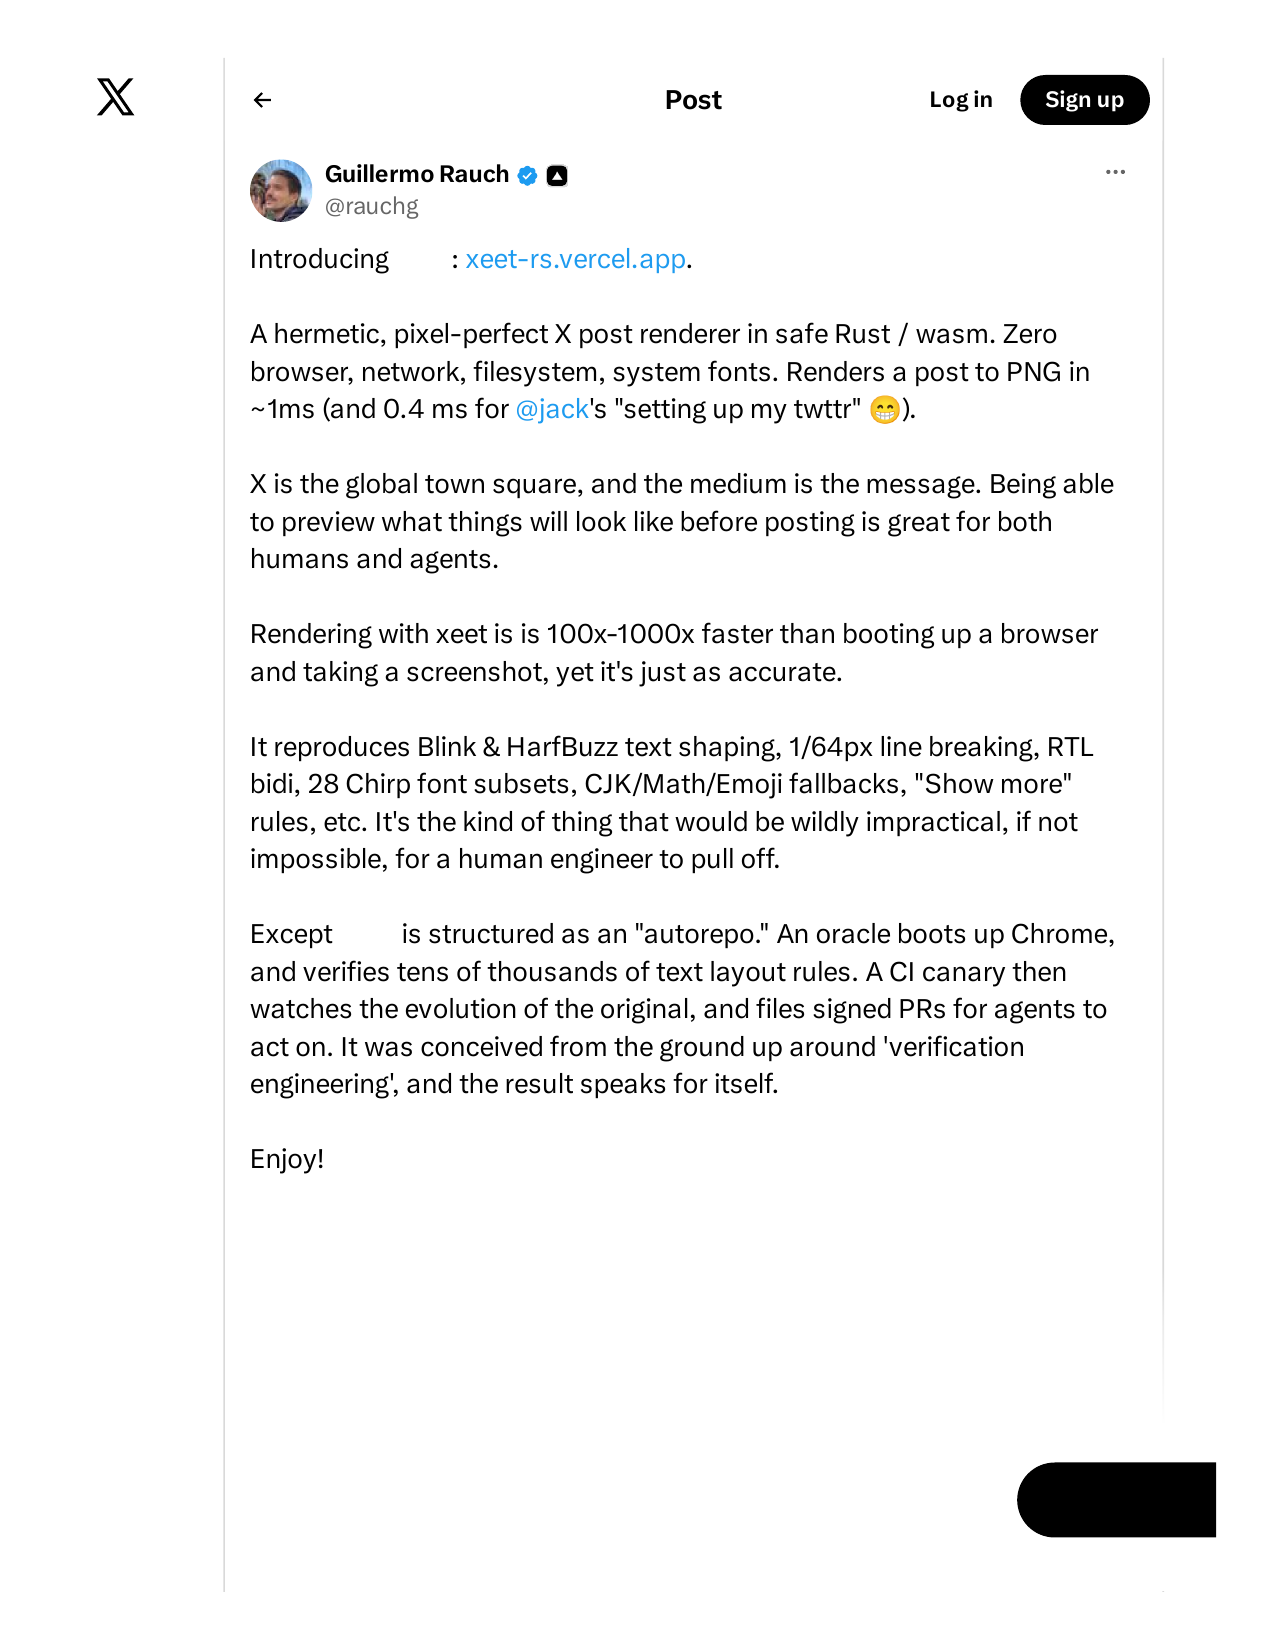 Post
Log in
Sign up
Guillermo Rauch
@rauchg
Introducing : xeet-rs.vercel.app.
A hermetic, pixel-perfect X post renderer in safe Rust / wasm. Zero
browser, network, filesystem, system fonts. Renders a post to PNG in
~1ms (and 0.4 ms for @jack's "setting up my twttr" 😁).
X is the global town square, and the medium is the message. Being able
to preview what things will look like before posting is great for both
humans and agents.
Rendering with xeet is is 100x-1000x faster than booting up a browser
and taking a screenshot, yet it's just as accurate.
It reproduces Blink & HarfBuzz text shaping, 1/64px line breaking, RTL
bidi, 28 Chirp font subsets, CJK/Math/Emoji fallbacks, "Show more"
rules, etc. It's the kind of thing that would be wildly impractical, if not
impossible, for a human engineer to pull off.
Except is structured as an "autorepo." An oracle boots up Chrome,
and verifies tens of thousands of text layout rules. A CI canary then
watches the evolution of the original, and files signed PRs for agents to
act on. It was conceived from the ground up around 'verification
engineering', and the result speaks for itself.
Enjoy!